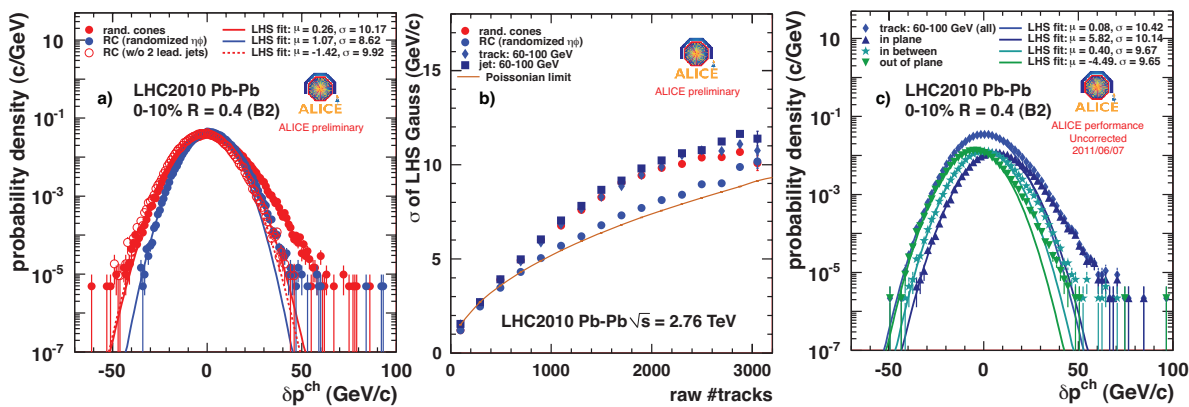 rand. cones
RC (randomized ηϕ)
RC (w/o 2 lead. jets)
LHS fit: μ = 0.26, σ = 10.17
LHS fit: μ = 1.07, σ = 8.62
LHS fit: μ = -1.42, σ = 9.92
a)
LHC2010 Pb-Pb
0-10% R = 0.4 (B2)
ALICE
ALICE preliminary
probability density (c/GeV)
10⁻¹
10⁻³
10⁻⁵
10⁻⁷
-50
0
50
100
δp^ch (GeV/c)
rand. cones
RC (randomized ηϕ)
track: 60-100 GeV
jet: 60-100 GeV
Poissonian limit
b)
ALICE
ALICE preliminary
σ of LHS Gauss (GeV/c)
15
10
5
0
LHC2010 Pb-Pb √s = 2.76 TeV
0
1000
2000
3000
raw #tracks
track: 60-100 GeV (all)
in plane
in between
out of plane
LHS fit: μ = 0.08, σ = 10.42
LHS fit: μ = 5.82, σ = 10.14
LHS fit: μ = 0.40, σ = 9.67
LHS fit: μ = -4.49, σ = 9.65
c)
LHC2010 Pb-Pb
0-10% R = 0.4 (B2)
ALICE
ALICE performance
Uncorrected
2011/06/07
probability density (c/GeV)
10⁻¹
10⁻³
10⁻⁵
10⁻⁷
-50
0
50
100
δp^ch (GeV/c)